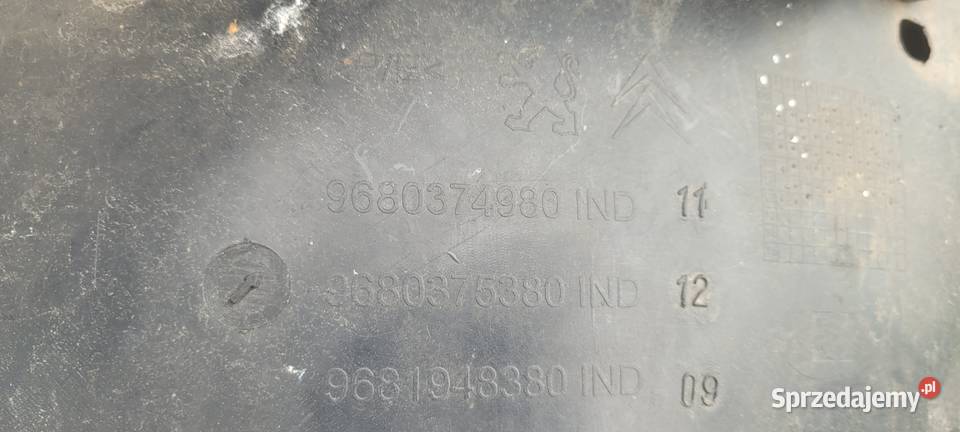 9680374980 IND 11
9680375380 IND 12
9681948380 IND 09
Sprzedajemy .pl